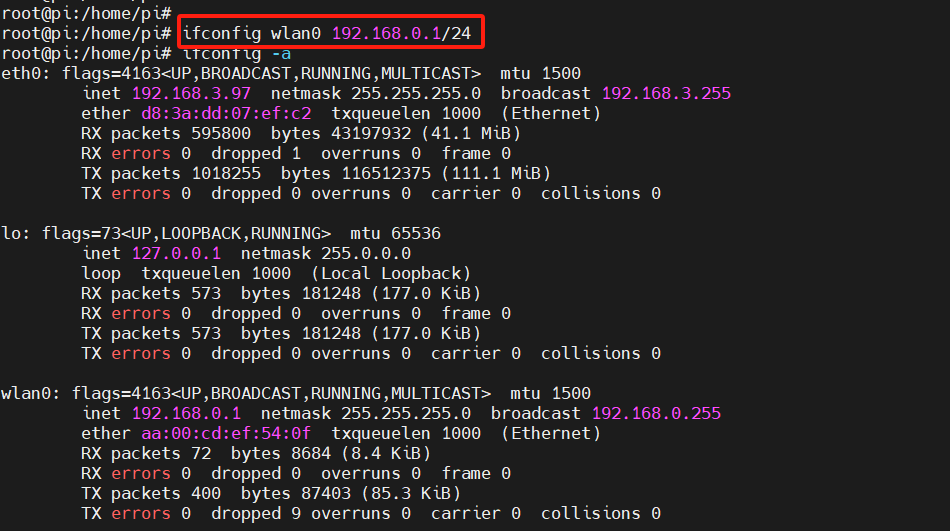 root@pi:/home/pi#
root@pi:/home/pi# ifconfig wlan0 192.168.0.1/24
root@pi:/home/pi# ifconfig -a
eth0: flags=4163<UP,BROADCAST,RUNNING,MULTICAST>  mtu 1500
        inet 192.168.3.97  netmask 255.255.255.0  broadcast 192.168.3.255
        ether d8:3a:dd:07:ef:c2  txqueuelen 1000  (Ethernet)
        RX packets 595800  bytes 43197932 (41.1 MiB)
        RX errors 0  dropped 1  overruns 0  frame 0
        TX packets 1018255  bytes 116512375 (111.1 MiB)
        TX errors 0  dropped 0 overruns 0  carrier 0  collisions 0

lo: flags=73<UP,LOOPBACK,RUNNING>  mtu 65536
        inet 127.0.0.1  netmask 255.0.0.0
        loop  txqueuelen 1000  (Local Loopback)
        RX packets 573  bytes 181248 (177.0 KiB)
        RX errors 0  dropped 0  overruns 0  frame 0
        TX packets 573  bytes 181248 (177.0 KiB)
        TX errors 0  dropped 0 overruns 0  carrier 0  collisions 0

wlan0: flags=4163<UP,BROADCAST,RUNNING,MULTICAST>  mtu 1500
        inet 192.168.0.1  netmask 255.255.255.0  broadcast 192.168.0.255
        ether aa:00:cd:ef:54:0f  txqueuelen 1000  (Ethernet)
        RX packets 72  bytes 8684 (8.4 KiB)
        RX errors 0  dropped 0  overruns 0  frame 0
        TX packets 400  bytes 87403 (85.3 KiB)
        TX errors 0  dropped 9 overruns 0  carrier 0  collisions 0